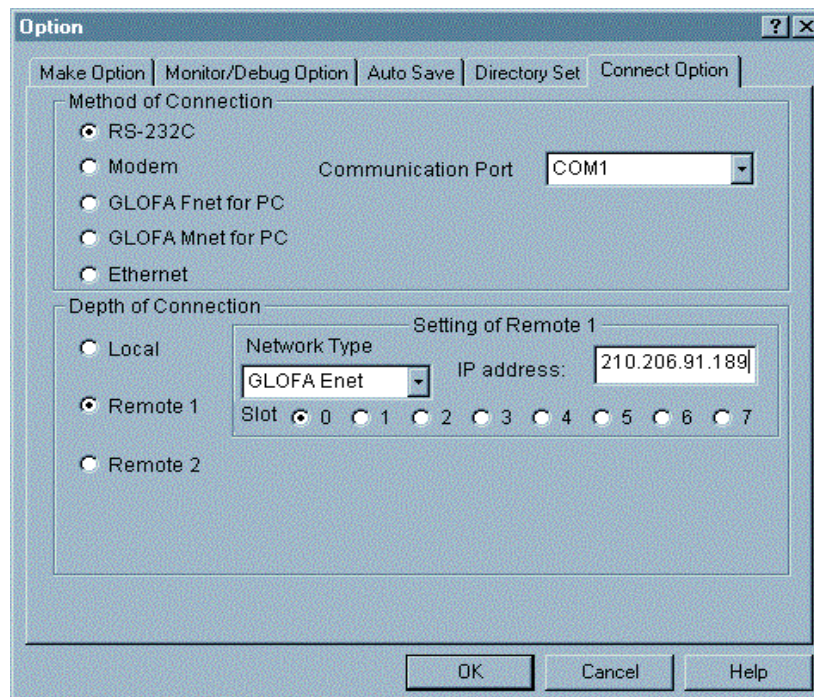 Option
Make Option Monitor/Debug Option Auto Save Directory Set Connect Option
Method of Connection
RS-232C
Modem Communication Port COM1
GLOFA Fnet for PC
GLOFA Mnet for PC
Ethernet
Depth of Connection
Setting of Remote 1
Local Network Type
GLOFA Enet IP address: 210.206.91.189
Remote 1 Slot 0 1 2 3 4 5 6 7
Remote 2
OK Cancel Help